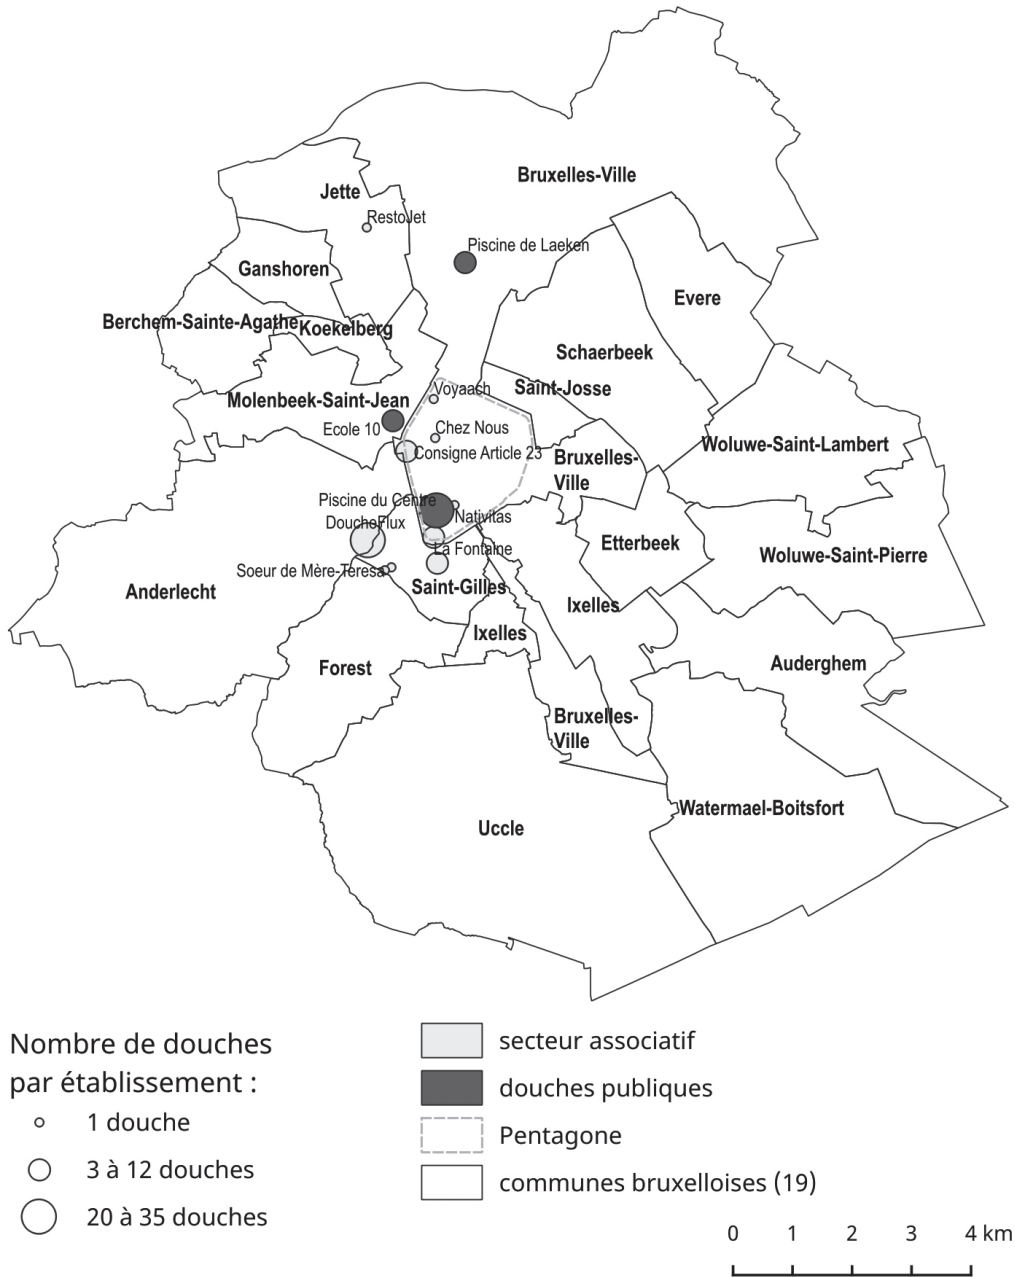 Bruxelles-Ville
Jette
RestoJet
Piscine de Laeken
Ganshoren
Evere
Berchem-Sainte-Agathe
Koekelberg
Schaerbeek
Saint-Josse
Voyaach
Molenbeek-Saint-Jean
Ecole 10
Chez Nous
Consigne Article 23
Woluwe-Saint-Lambert
Bruxelles-
Ville
Piscine du Centre
Nativitas
DoucheFlux
La Fontaine
Etterbeek
Woluwe-Saint-Pierre
Soeur de Mère-Teresa
Anderlecht
Saint-Gilles
Ixelles
Ixelles
Forest
Auderghem
Bruxelles-
Ville
Watermael-Boitsfort
Uccle
Nombre de douches
par établissement :
1 douche
3 à 12 douches
20 à 35 douches
secteur associatif
douches publiques
Pentagone
communes bruxelloises (19)
0 1 2 3 4 km